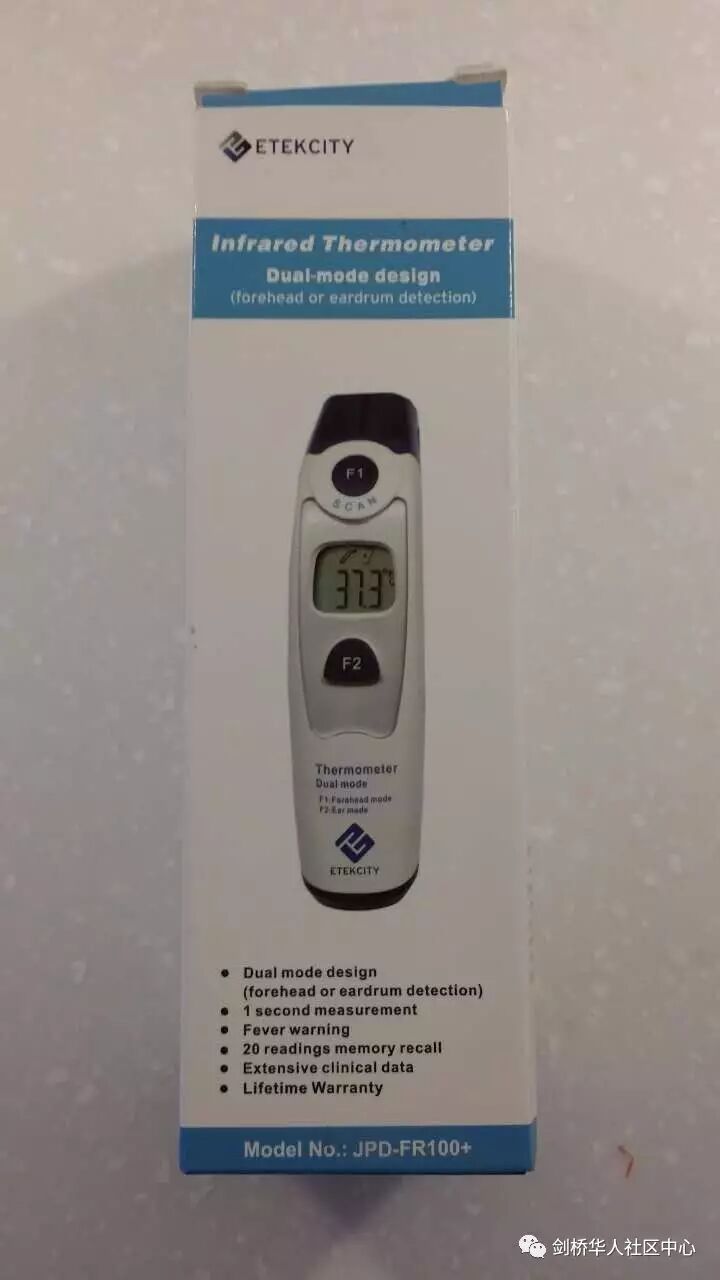 ETEKCITY
Infrared Thermometer
Dual-mode design
(forehead or eardrum detection)
F1
SCAN
37.3°C
F2
Thermometer
Dual mode
F1:Forehead mode
F2:Ear mode
ETEKCITY
● Dual mode design
(forehead or eardrum detection)
● 1 second measurement
● Fever warning
● 20 readings memory recall
● Extensive clinical data
● Lifetime Warranty
Model No.: JPD-FR100+
剑桥华人社区中心